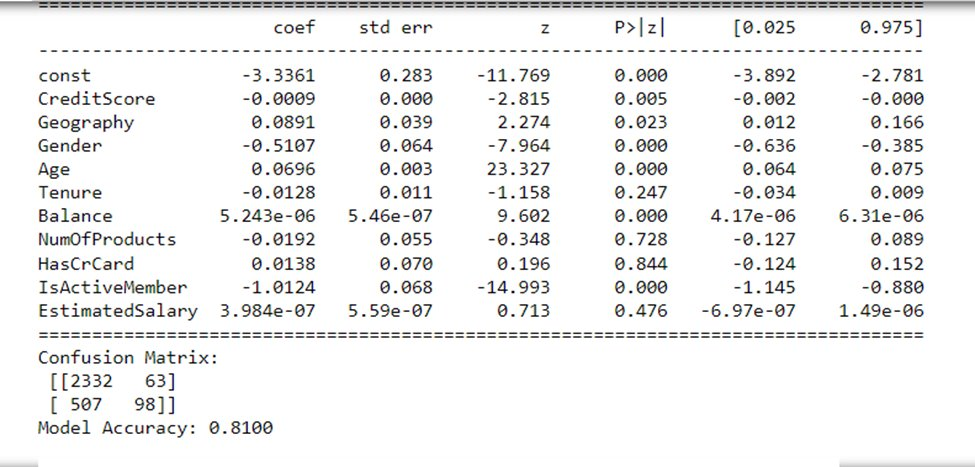 ==============================================================================
coef std err z P>|z| [0.025 0.975]
------------------------------------------------------------------------------
const -3.3361 0.283 -11.769 0.000 -3.892 -2.781
CreditScore -0.0009 0.000 -2.815 0.005 -0.002 -0.000
Geography 0.0891 0.039 2.274 0.023 0.012 0.166
Gender -0.5107 0.064 -7.964 0.000 -0.636 -0.385
Age 0.0696 0.003 23.327 0.000 0.064 0.075
Tenure -0.0128 0.011 -1.158 0.247 -0.034 0.009
Balance 5.243e-06 5.46e-07 9.602 0.000 4.17e-06 6.31e-06
NumOfProducts -0.0192 0.055 -0.348 0.728 -0.127 0.089
HasCrCard 0.0138 0.070 0.196 0.844 -0.124 0.152
IsActiveMember -1.0124 0.068 -14.993 0.000 -1.145 -0.880
EstimatedSalary 3.984e-07 5.59e-07 0.713 0.476 -6.97e-07 1.49e-06
==============================================================================
Confusion Matrix:
[[2332 63]
[ 507 98]]
Model Accuracy: 0.8100